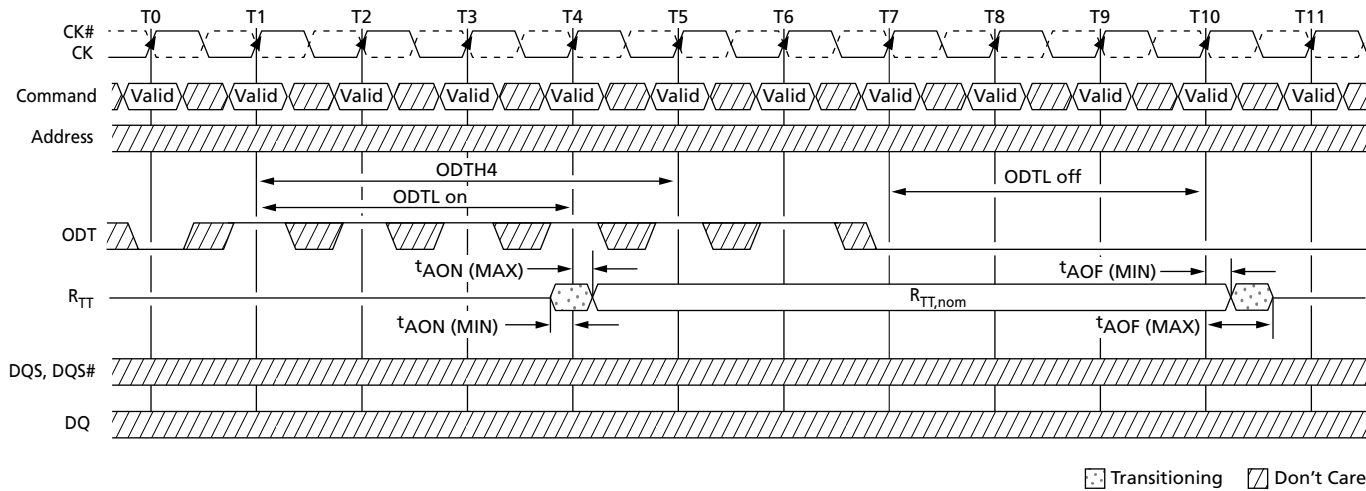 T0 T1 T2 T3 T4 T5 T6 T7 T8 T9 T10 T11
CK#
CK
Command Valid Valid Valid Valid Valid Valid Valid Valid Valid Valid Valid Valid
Address
ODTH4
ODTL off
ODTL on
ODT
tAON (MAX) tAOF (MIN)
RTT RTT,nom
tAON (MIN) tAOF (MAX)
DQS, DQS#
DQ
Transitioning Don't Care